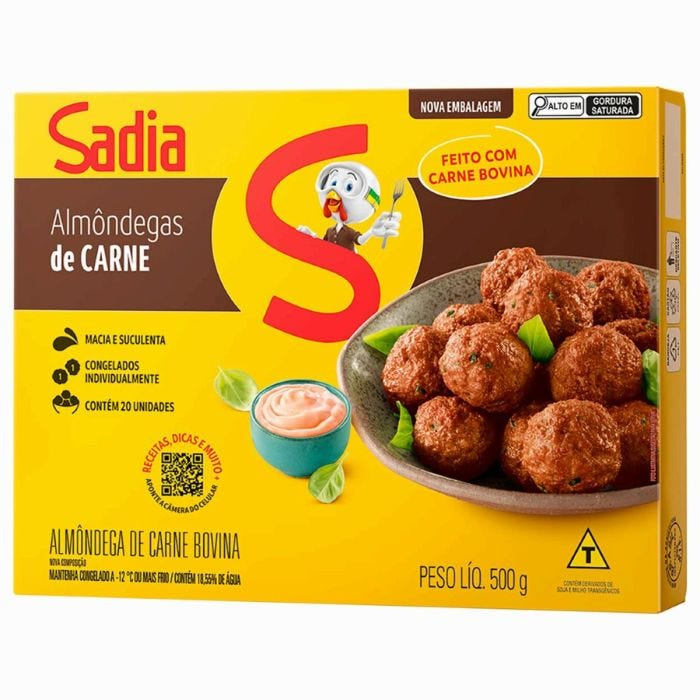 NOVA EMBALAGEM
ALTO EM
GORDURA
SATURADA
Sadia
FEITO COM
CARNE BOVINA
S
Almôndegas
de CARNE
MACIA E SUCULENTA
1 1
CONGELADOS
INDIVIDUALMENTE
CONTÉM 20 UNIDADES
RECEITAS, DICAS E MUITO +
APONTE A CÂMERA DO CELULAR
ALMÔNDEGA DE CARNE BOVINA
NOVA COMPOSIÇÃO
MANTENHA CONGELADO A -12 °C OU MAIS FRIO / CONTÉM 18,55% DE ÁGUA
PESO LÍQ. 500 g
T
CONTÉM DERIVADOS DE
SOJA E MILHO TRANSGÊNICOS